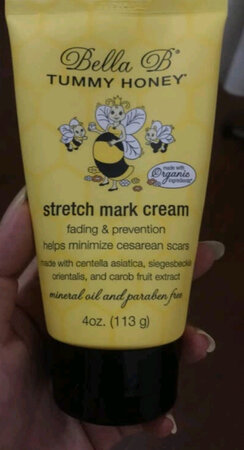 Bella B®
TUMMY HONEY®
made with
Organic
ingredients
stretch mark cream
fading & prevention
helps minimize cesarean scars
made with centella asiatica, siegesbeckia
orientalis, and carob fruit extract
mineral oil and paraben free
4oz. (113 g)